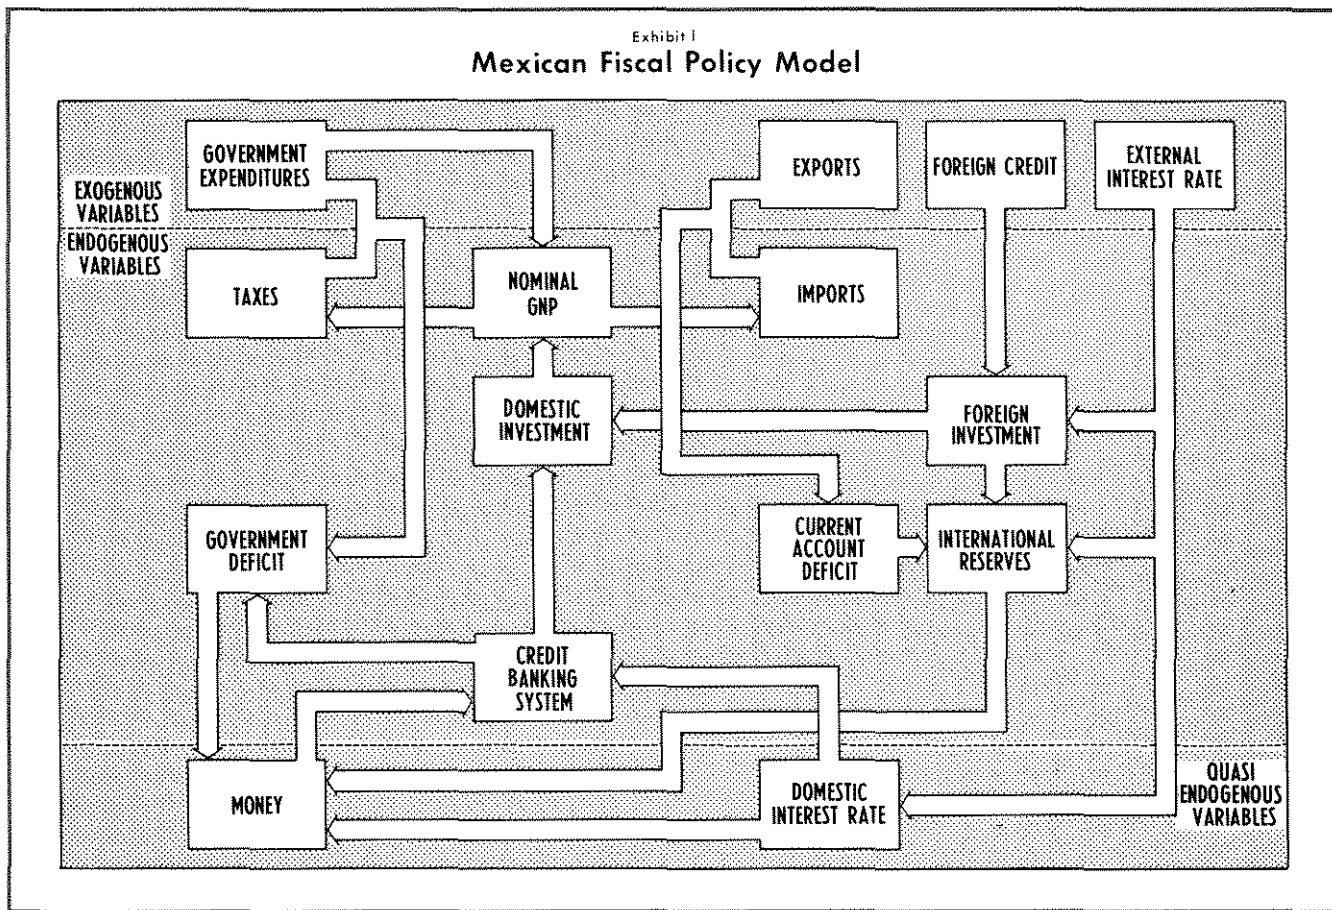 Exhibit I
Mexican Fiscal Policy Model
GOVERNMENT
EXPENDITURES
EXPORTS
FOREIGN CREDIT
EXTERNAL
INTEREST RATE
EXOGENOUS
VARIABLES
ENDOGENOUS
VARIABLES
TAXES
NOMINAL
GNP
IMPORTS
DOMESTIC
INVESTMENT
FOREIGN
INVESTMENT
GOVERNMENT
DEFICIT
CURRENT
ACCOUNT
DEFICIT
INTERNATIONAL
RESERVES
CREDIT
BANKING
SYSTEM
MONEY
DOMESTIC
INTEREST RATE
QUASI
ENDOGENOUS
VARIABLES